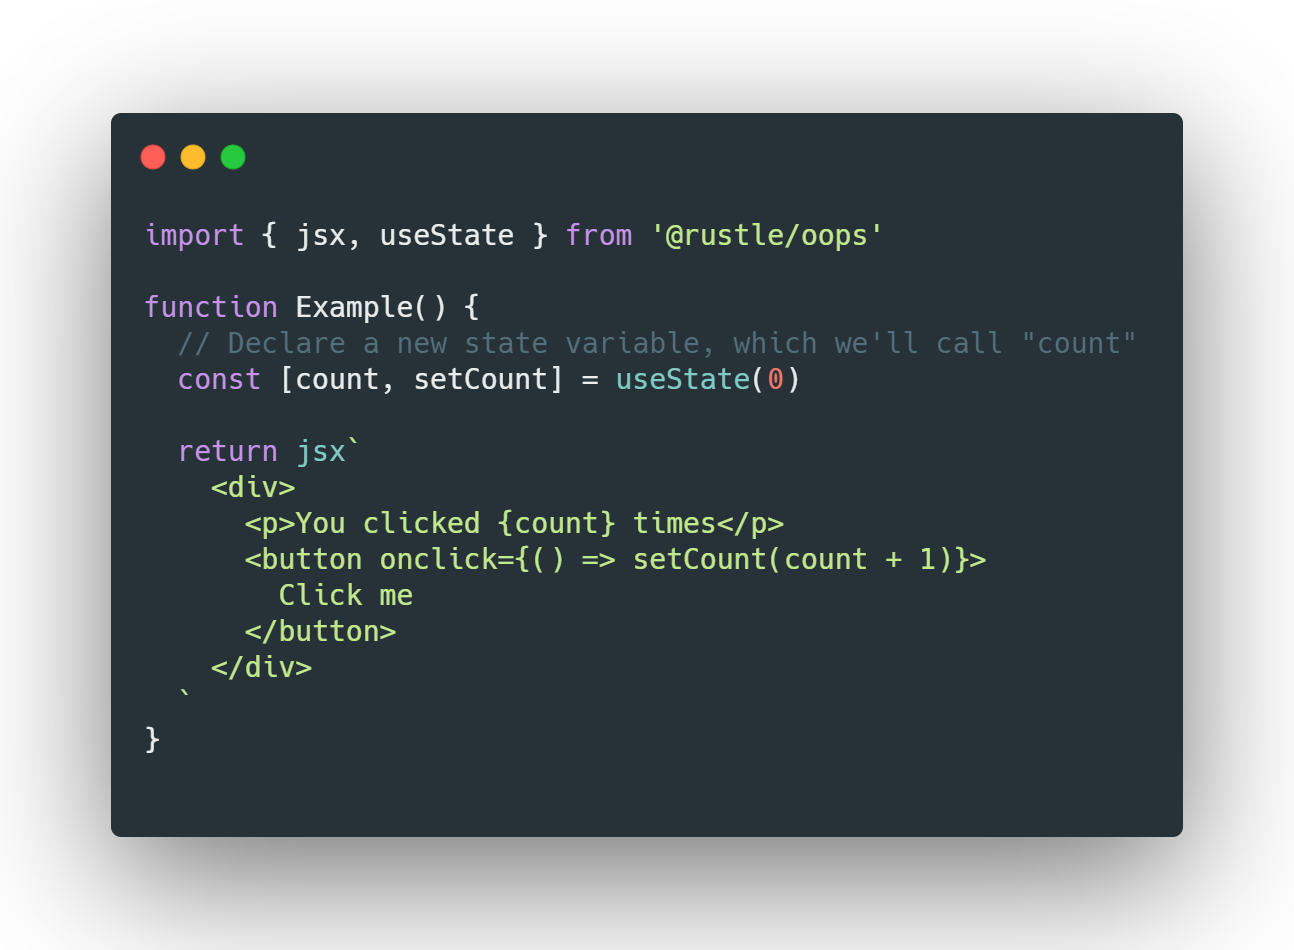 import { jsx, useState } from '@rustle/oops'

function Example() {
  // Declare a new state variable, which we'll call "count"
  const [count, setCount] = useState(0)

  return jsx`
    <div>
      <p>You clicked {count} times</p>
      <button onclick={() => setCount(count + 1)}>
        Click me
      </button>
    </div>
  `
}